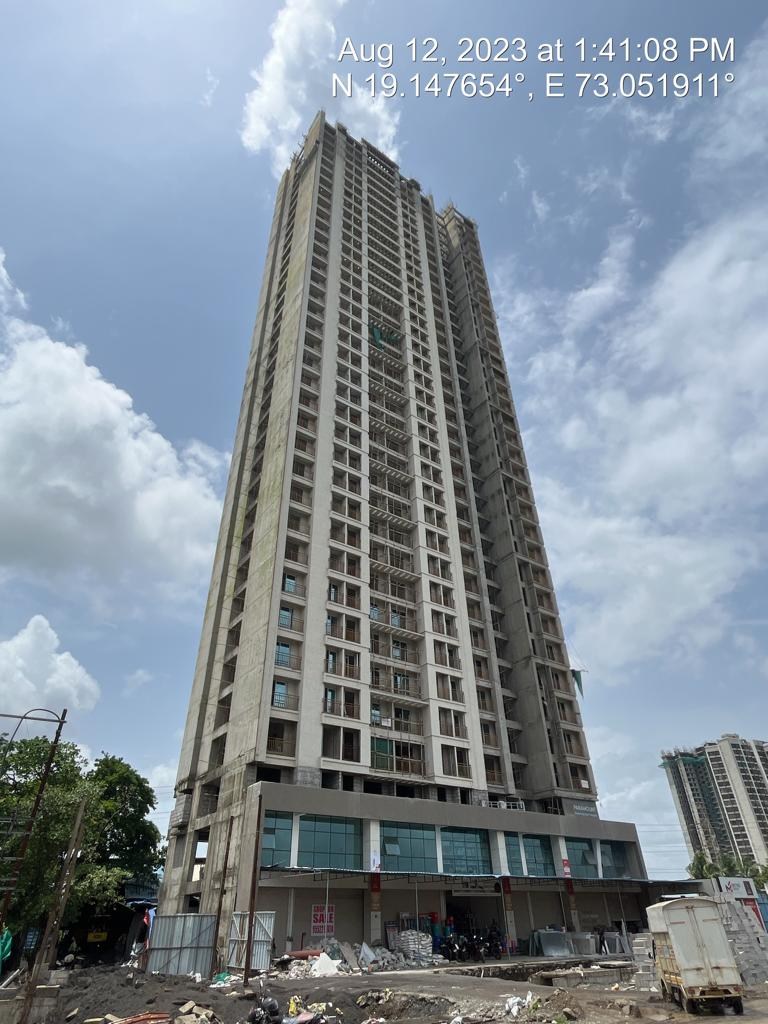 Aug 12, 2023 at 1:41:08 PM
N 19.147654°, E 73.051911°
SALE